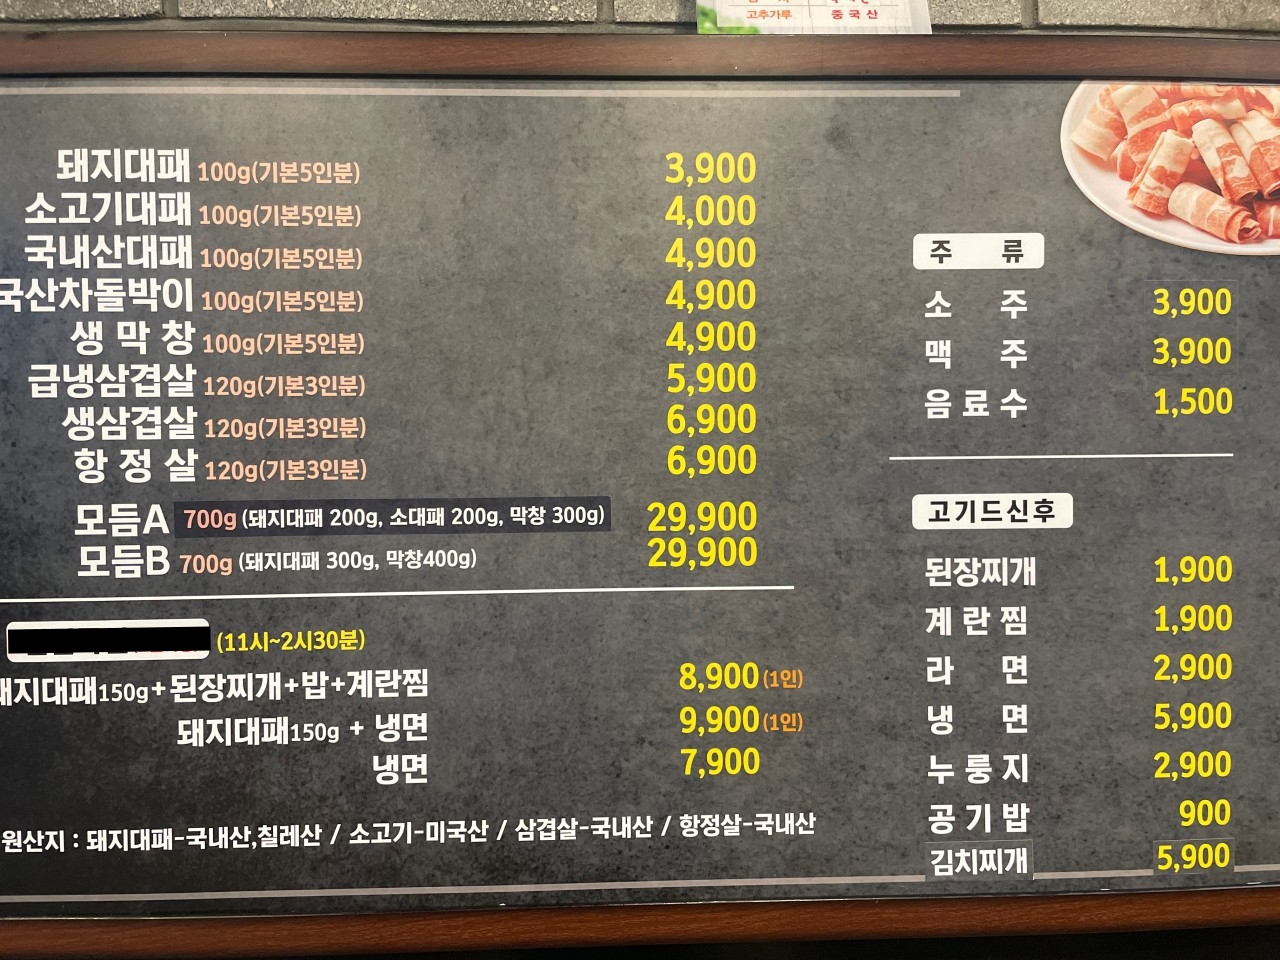 고추가루 중국산
돼지대패 100g(기본5인분) 3,900
소고기대패 100g(기본5인분) 4,000
국내산대패 100g(기본5인분) 4,900
국산차돌박이 100g(기본5인분) 4,900
생 막 창 100g(기본5인분) 4,900
급냉삼겹살 120g(기본3인분) 5,900
생삼겹살 120g(기본3인분) 6,900
항 정 살 120g(기본3인분) 6,900
모듬A 700g (돼지대패 200g, 소대패 200g, 막창 300g) 29,900
모듬B 700g (돼지대패 300g, 막창400g) 29,900
(11시~2시30분)
돼지대패150g+된장찌개+밥+계란찜 8,900(1인)
돼지대패150g + 냉면 9,900(1인)
냉면 7,900
원산지 : 돼지대패-국내산,칠레산 / 소고기-미국산 / 삼겹살-국내산 / 항정살-국내산
주 류
소 주 3,900
맥 주 3,900
음 료 수 1,500
고기드신후
된장찌개 1,900
계 란 찜 1,900
라 면 2,900
냉 면 5,900
누 룽 지 2,900
공 기 밥 900
김치찌개 5,900